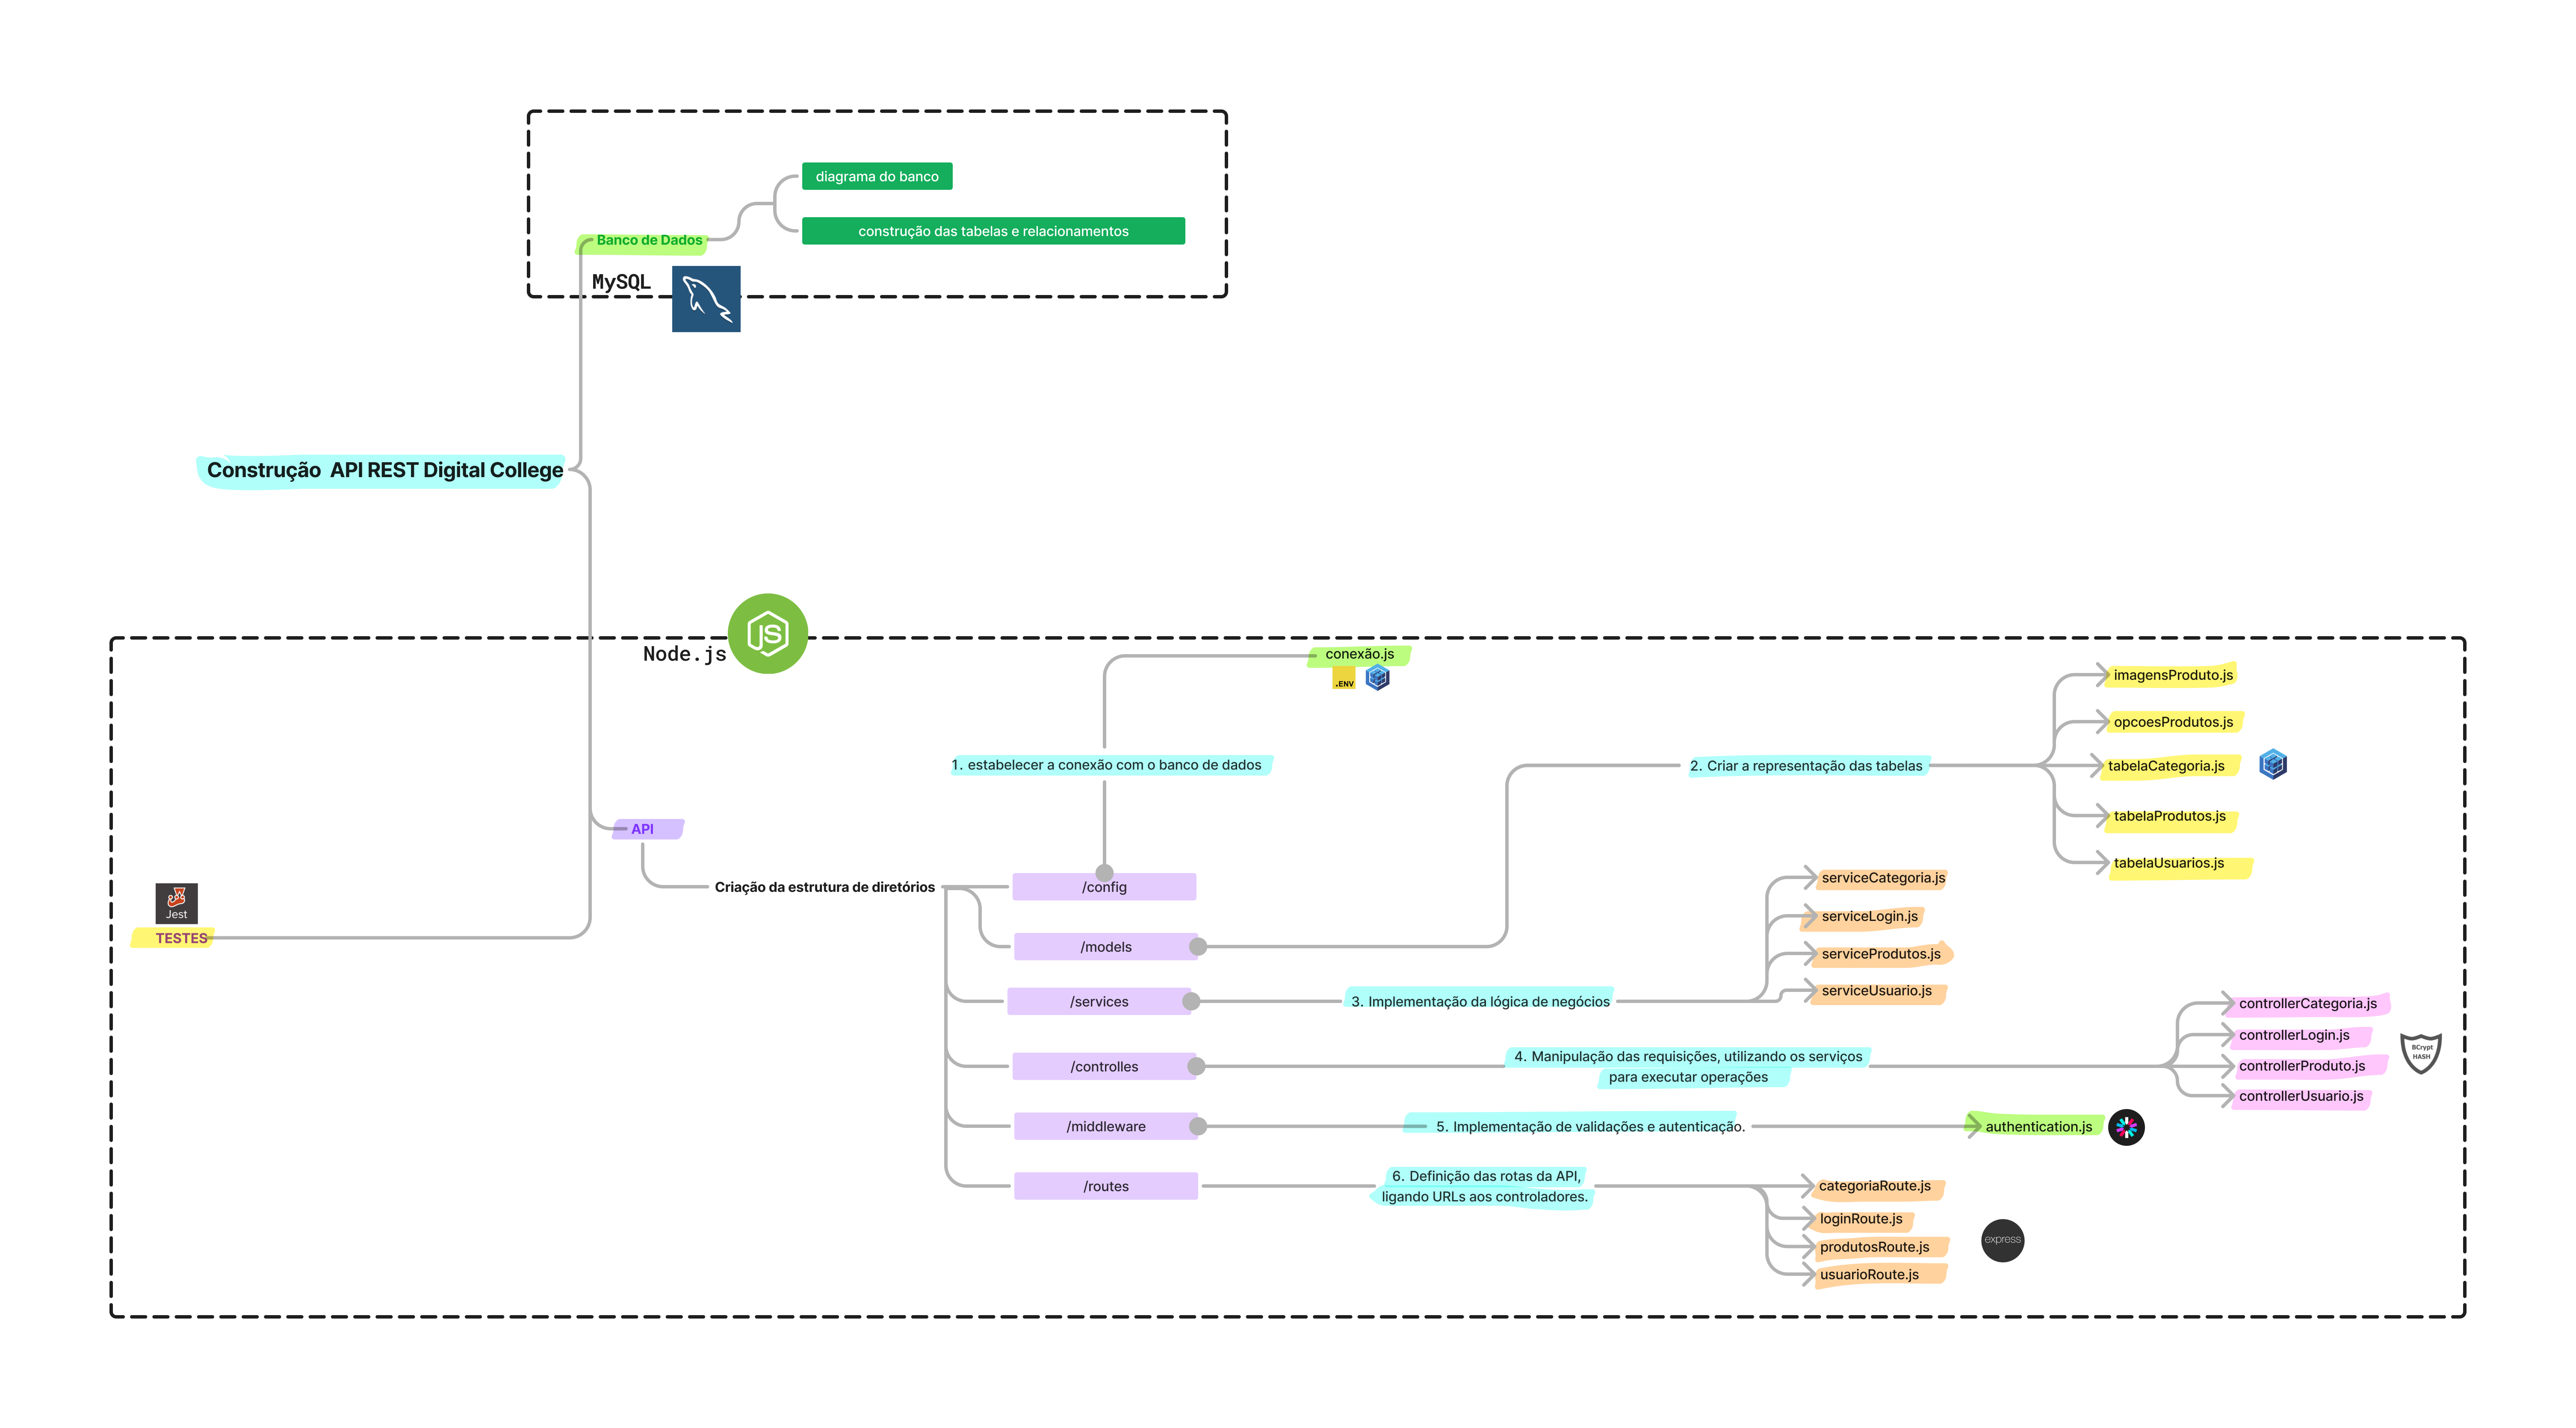 diagrama do banco
construção das tabelas e relacionamentos
Banco de Dados
MySQL
Construção  API REST Digital College
Node.js
JS
conexão.js
.ENV
imagensProduto.js
opcoesProdutos.js
1. estabelecer a conexão com o banco de dados
2. Criar a representação das tabelas
tabelaCategoria.js
tabelaProdutos.js
tabelaUsuarios.js
API
Criação da estrutura de diretórios
Jest
TESTES
/config
/models
/services
3. Implementação da lógica de negócios
serviceCategoria.js
serviceLogin.js
serviceProdutos.js
serviceUsuario.js
/controlles
4. Manipulação das requisições, utilizando os serviços
para executar operações
controllerCategoria.js
controllerLogin.js
controllerProduto.js
controllerUsuario.js
BCrypt
HASH
/middleware
5. Implementação de validações e autenticação.
authentication.js
/routes
6. Definição das rotas da API,
ligando URLs aos controladores.
categoriaRoute.js
loginRoute.js
produtosRoute.js
usuarioRoute.js
express